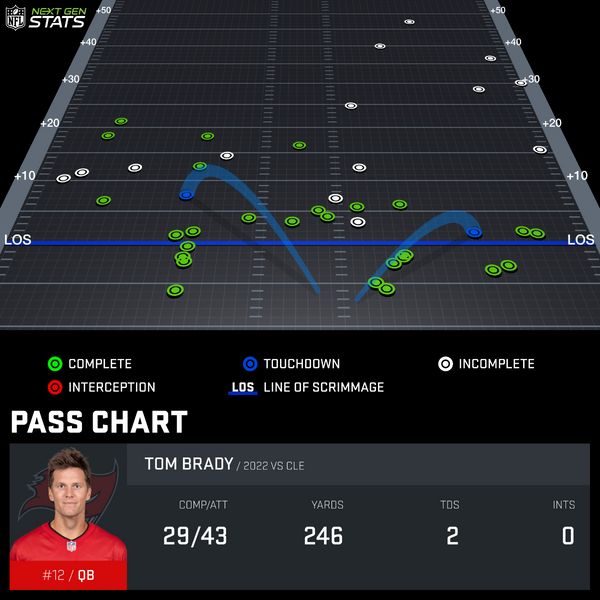 NFL NEXT GEN STATS
+50 +50
+40 +40
+30 +30
+20 +20
+10 +10
LOS LOS
COMPLETE TOUCHDOWN INCOMPLETE
INTERCEPTION LOS LINE OF SCRIMMAGE
PASS CHART
TOM BRADY / 2022 VS CLE
COMP/ATT YARDS TDS INTS
29/43 246 2 0
#12 / QB